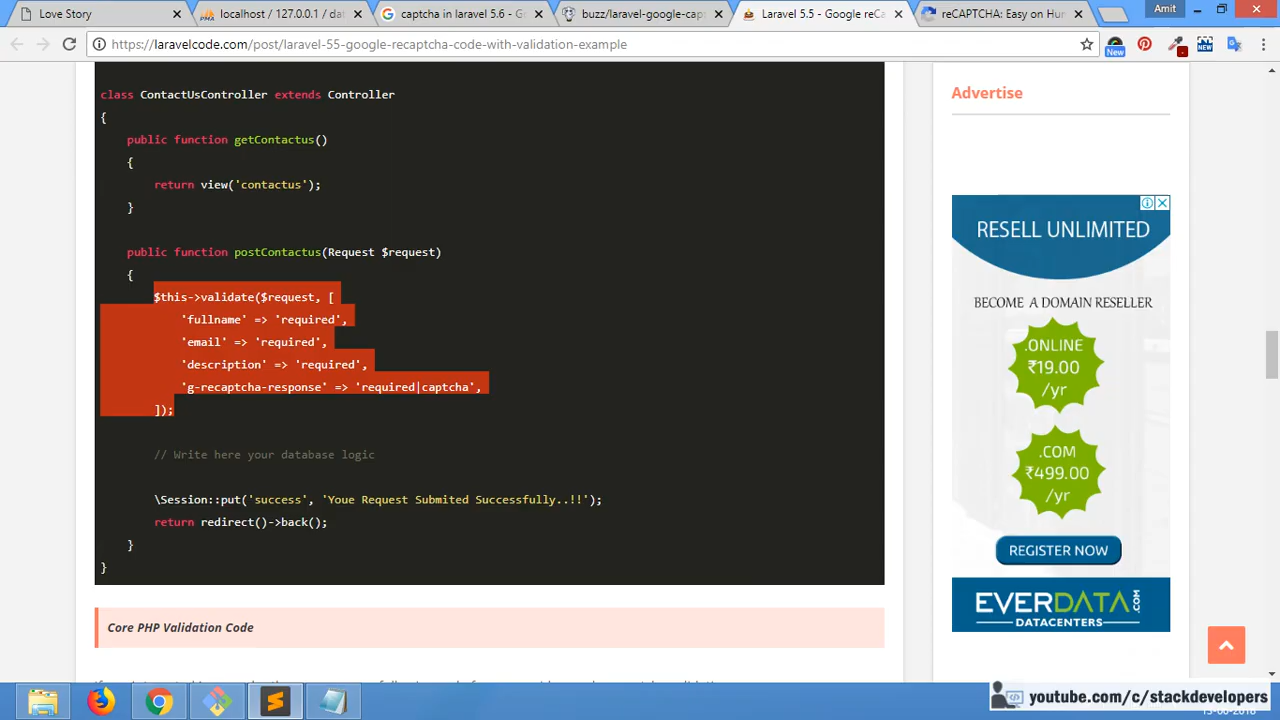 Love Story
localhost / 127.0.0.1 / dat
captcha in laravel 5.6 - G
buzz/laravel-google-cap
Laravel 5.5 - Google reCA
reCAPTCHA: Easy on Hur
Amit
https://laravelcode.com/post/laravel-55-google-recaptcha-code-with-validation-example
New
NEW
class ContactUsController extends Controller
{
public function getContactus()
{
return view('contactus');
}
public function postContactus(Request $request)
{
$this->validate($request, [
'fullname' => 'required',
'email' => 'required',
'description' => 'required',
'g-recaptcha-response' => 'required|captcha',
]);
// Write here your database logic
\Session::put('success', 'Youe Request Submited Successfully..!!');
return redirect()->back();
}
}
Core PHP Validation Code
Advertise
RESELL UNLIMITED
BECOME A DOMAIN RESELLER
.ONLINE
₹19.00
/yr
.COM
₹499.00
/yr
REGISTER NOW
EVERDATA.COM
DATACENTERS
youtube.com/c/stackdevelopers